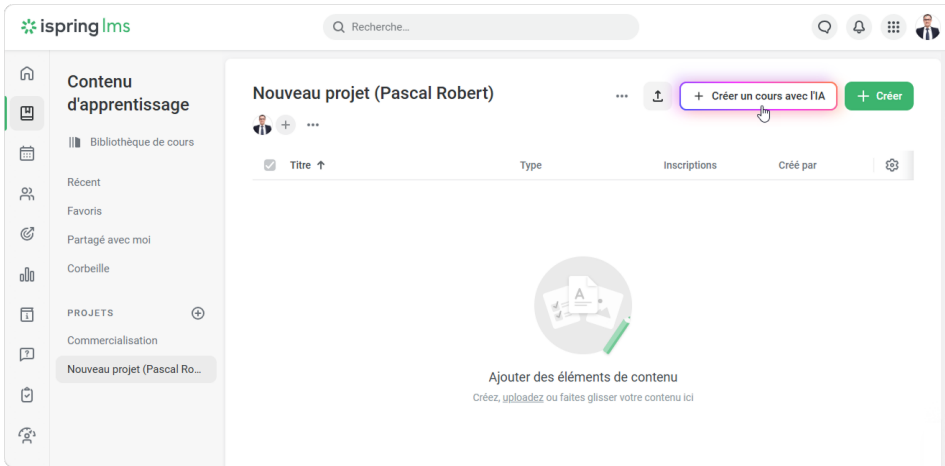 ispring lms
Recherche...
Contenu
d'apprentissage
Bibliothèque de cours
Récent
Favoris
Partagé avec moi
Corbeille
PROJETS
Commercialisation
Nouveau projet (Pascal Ro...
Nouveau projet (Pascal Robert)
+ Créer un cours avec l'IA
+ Créer
Titre ↑
Type
Inscriptions
Créé par
A
Ajouter des éléments de contenu
Créez, uploadez ou faites glisser votre contenu ici